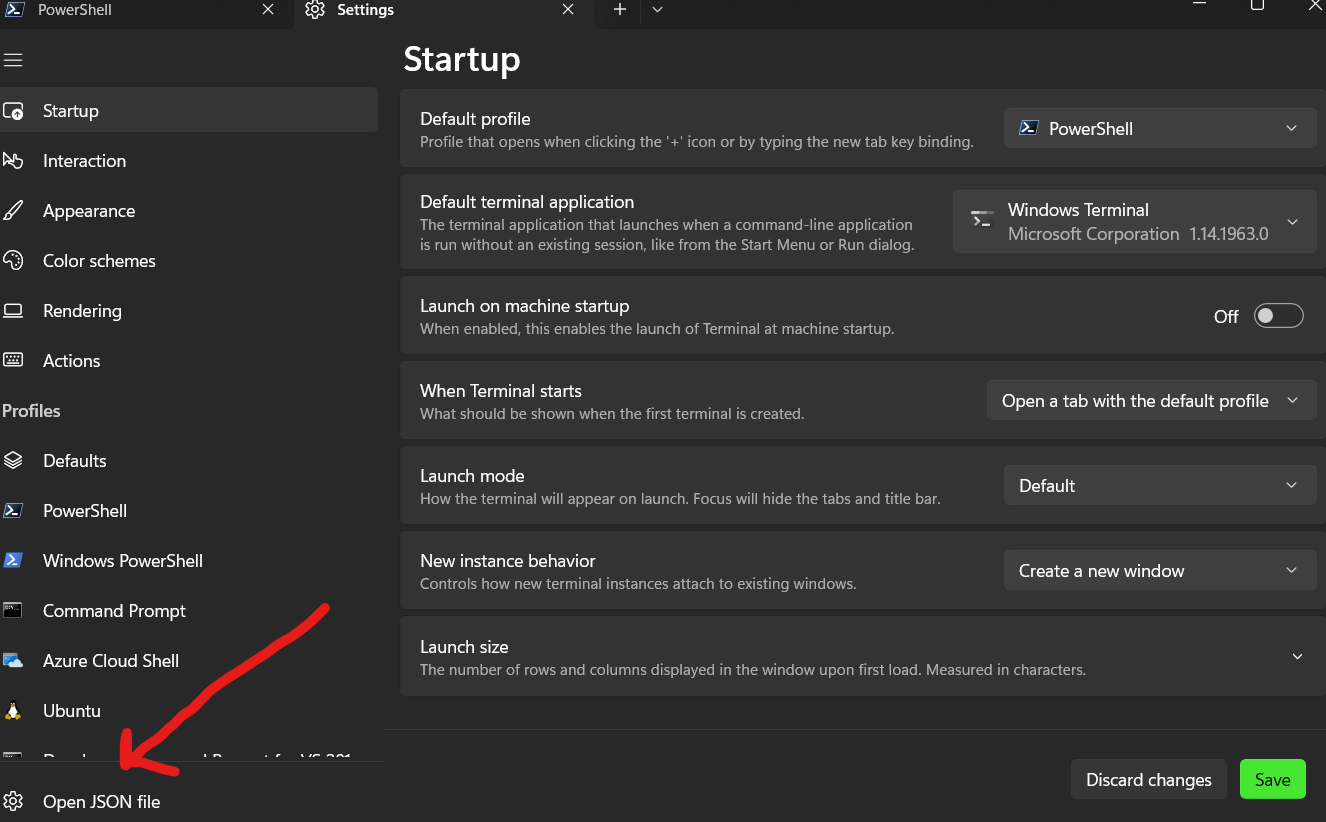 PowerShell
Settings
Startup
Interaction
Appearance
Color schemes
Rendering
Actions
Profiles
Defaults
PowerShell
Windows PowerShell
Command Prompt
Azure Cloud Shell
Ubuntu
Open JSON file
Startup
Default profile
Profile that opens when clicking the '+' icon or by typing the new tab key binding.
PowerShell
Default terminal application
The terminal application that launches when a command-line application
is run without an existing session, like from the Start Menu or Run dialog.
Windows Terminal
Microsoft Corporation 1.14.1963.0
Launch on machine startup
When enabled, this enables the launch of Terminal at machine startup.
Off
When Terminal starts
What should be shown when the first terminal is created.
Open a tab with the default profile
Launch mode
How the terminal will appear on launch. Focus will hide the tabs and title bar.
Default
New instance behavior
Controls how new terminal instances attach to existing windows.
Create a new window
Launch size
The number of rows and columns displayed in the window upon first load. Measured in characters.
Discard changes
Save